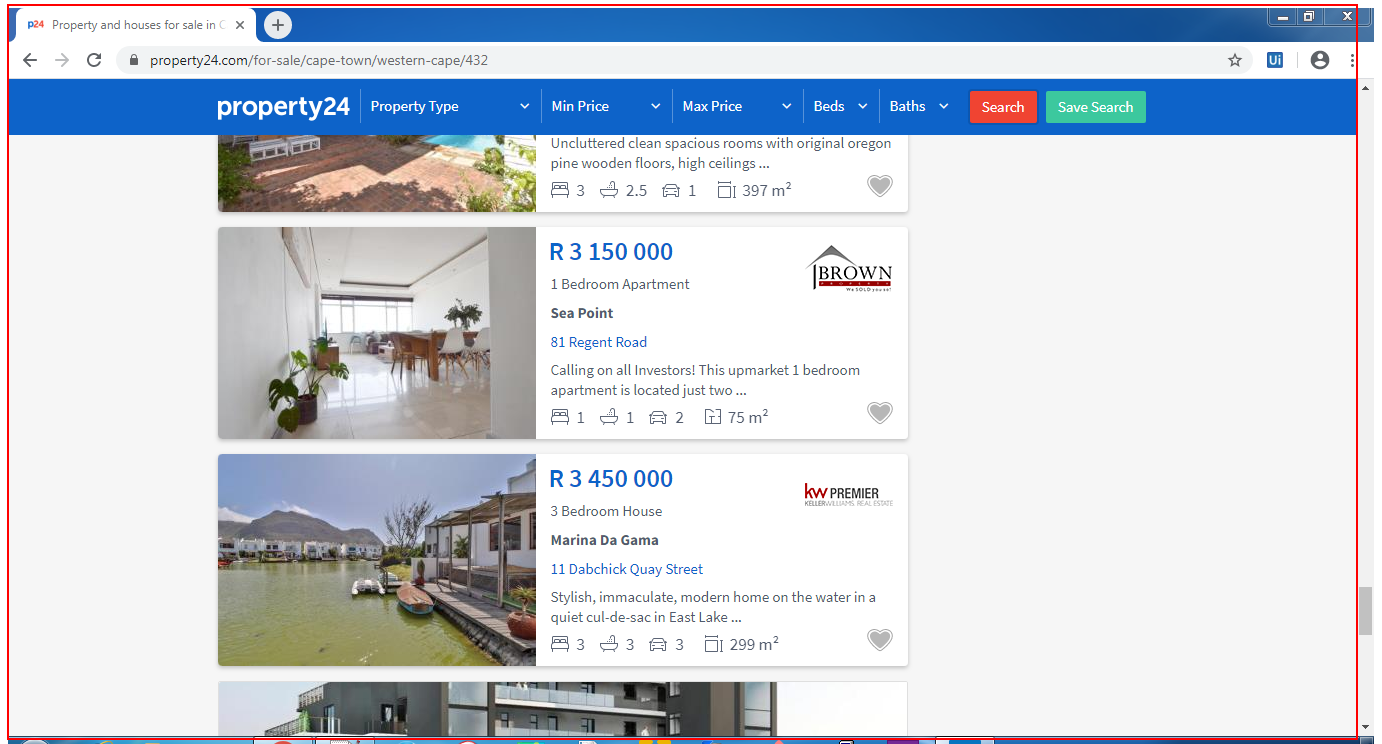 p24 Property and houses for sale in C
property24.com/for-sale/cape-town/western-cape/432
Ui
property24 Property Type Min Price Max Price Beds Baths Search Save Search
Uncluttered clean spacious rooms with original oregon
pine wooden floors, high ceilings ...
3 2.5 1 397 m²
R 3 150 000
BROWN
PROPERTY
We SOLD yours!
1 Bedroom Apartment
Sea Point
81 Regent Road
Calling on all Investors! This upmarket 1 bedroom
apartment is located just two ...
1 1 2 75 m²
R 3 450 000
kw PREMIER
KELLERWILLIAMS. REAL ESTATE
3 Bedroom House
Marina Da Gama
11 Dabchick Quay Street
Stylish, immaculate, modern home on the water in a
quiet cul-de-sac in East Lake ...
3 3 3 299 m²